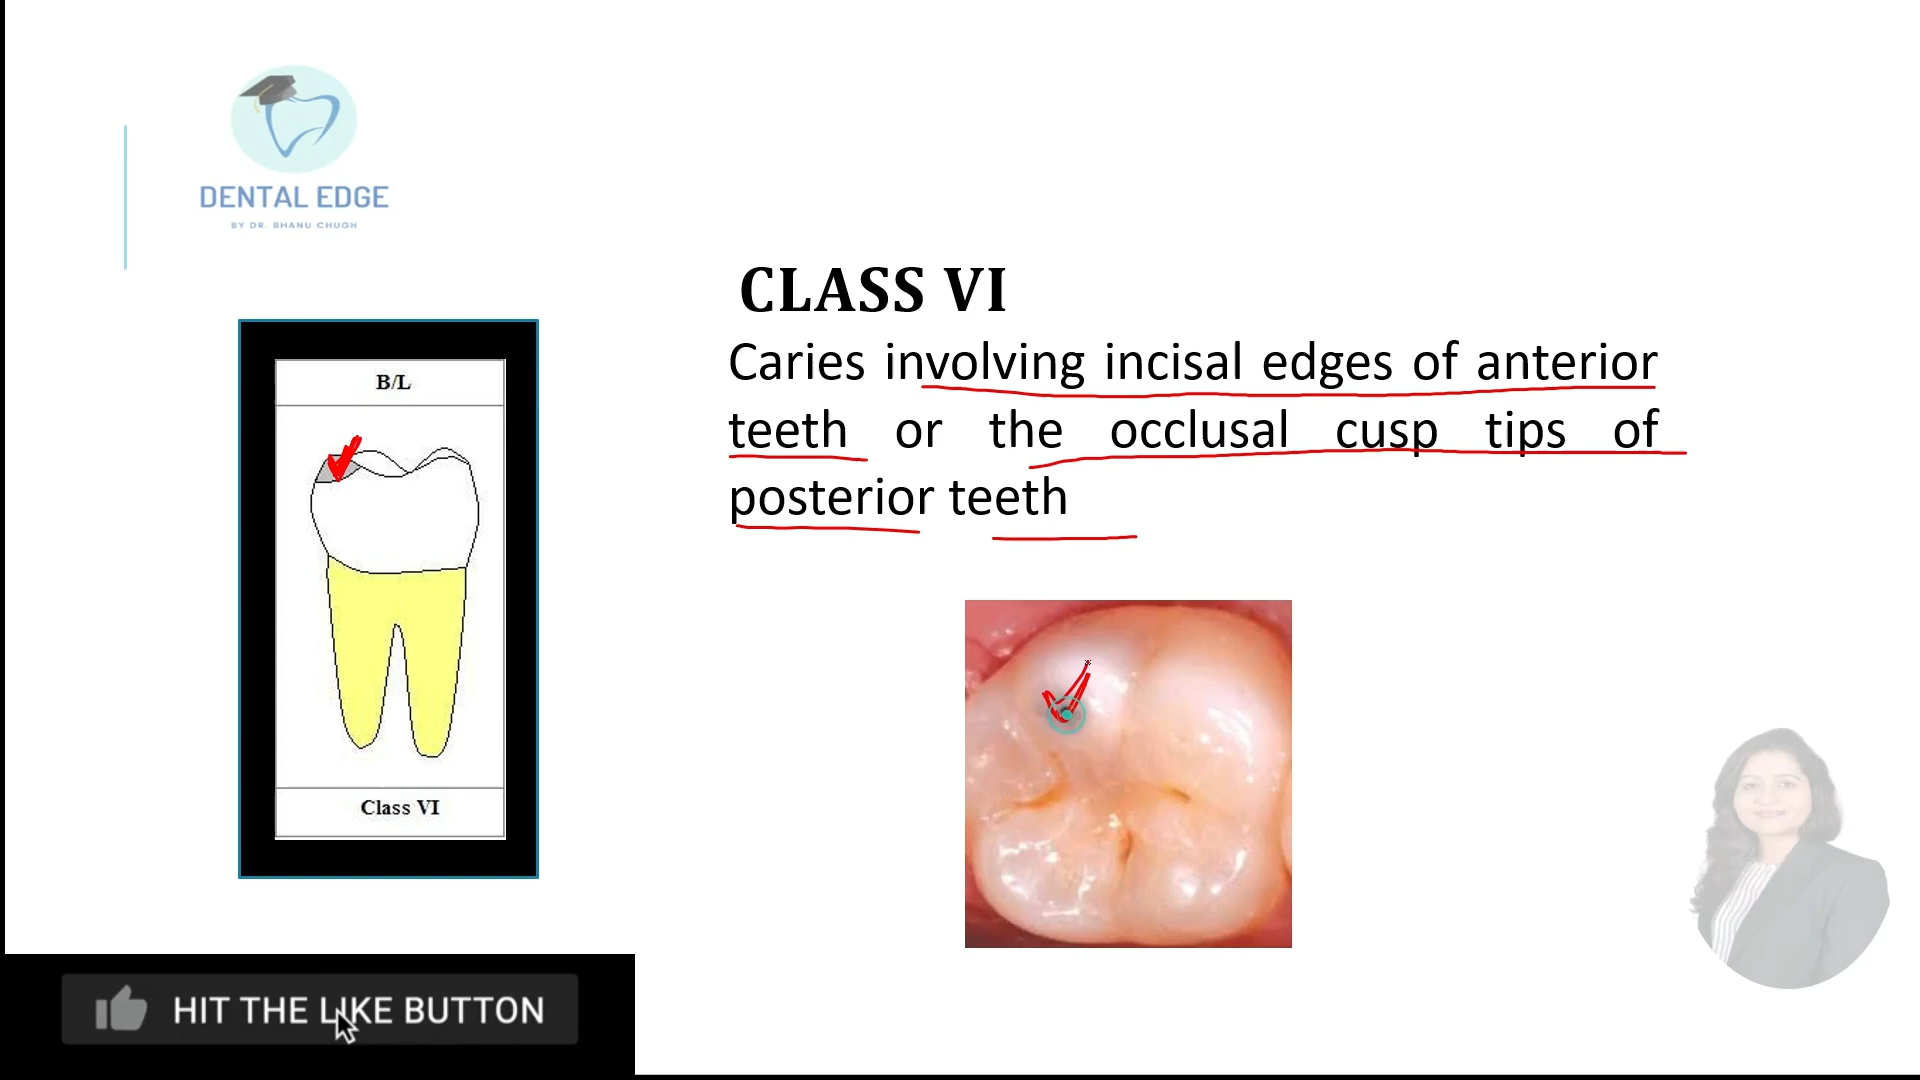 DENTAL EDGE
BY DR. BHANU CHUGH
CLASS VI
Caries involving incisal edges of anterior
teeth or the occlusal cusp tips of
posterior teeth
B/L
Class VI
HIT THE LIKE BUTTON